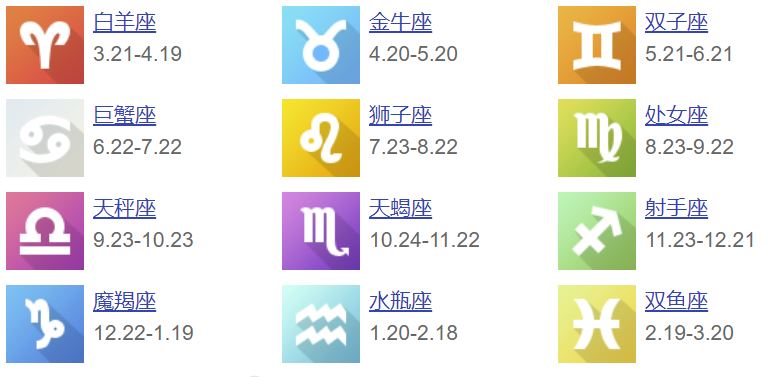 白羊座
3.21-4.19
金牛座
4.20-5.20
双子座
5.21-6.21
巨蟹座
6.22-7.22
狮子座
7.23-8.22
处女座
8.23-9.22
天秤座
9.23-10.23
天蝎座
10.24-11.22
射手座
11.23-12.21
魔羯座
12.22-1.19
水瓶座
1.20-2.18
双鱼座
2.19-3.20